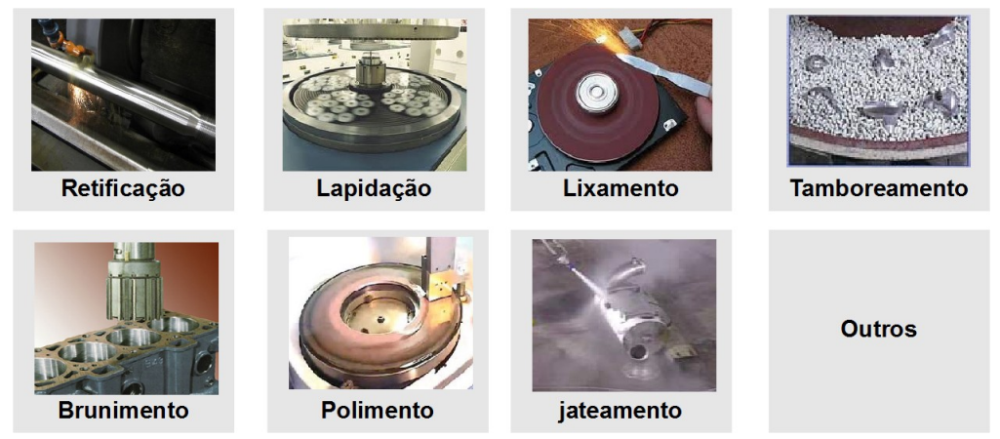 Retificação
Lapidação
Lixamento
Tamboreamento
Brunimento
Polimento
jateamento
Outros